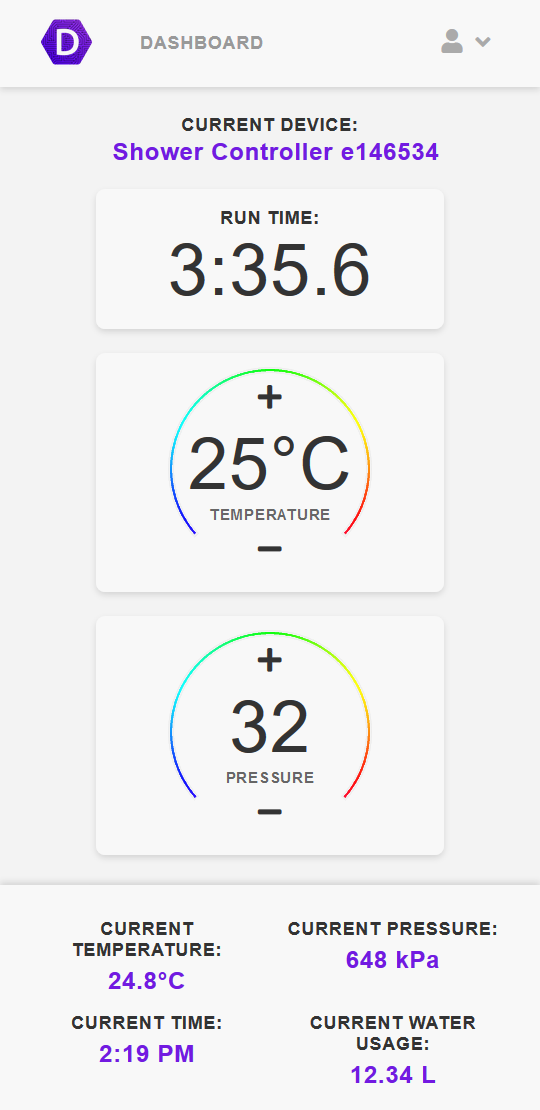 D
DASHBOARD
CURRENT DEVICE:
Shower Controller e146534
RUN TIME:
3:35.6
+
25°C
TEMPERATURE
−
+
32
PRESSURE
−
CURRENT
TEMPERATURE:
24.8°C
CURRENT PRESSURE:
648 kPa
CURRENT TIME:
2:19 PM
CURRENT WATER
USAGE:
12.34 L